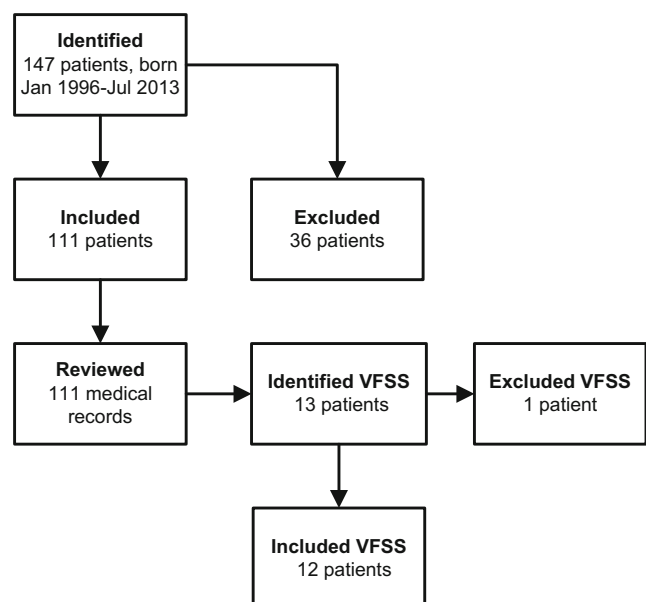 Identified
147 patients, born
Jan 1996-Jul 2013
Included
111 patients
Excluded
36 patients
Reviewed
111 medical
records
Identified VFSS
13 patients
Excluded VFSS
1 patient
Included VFSS
12 patients